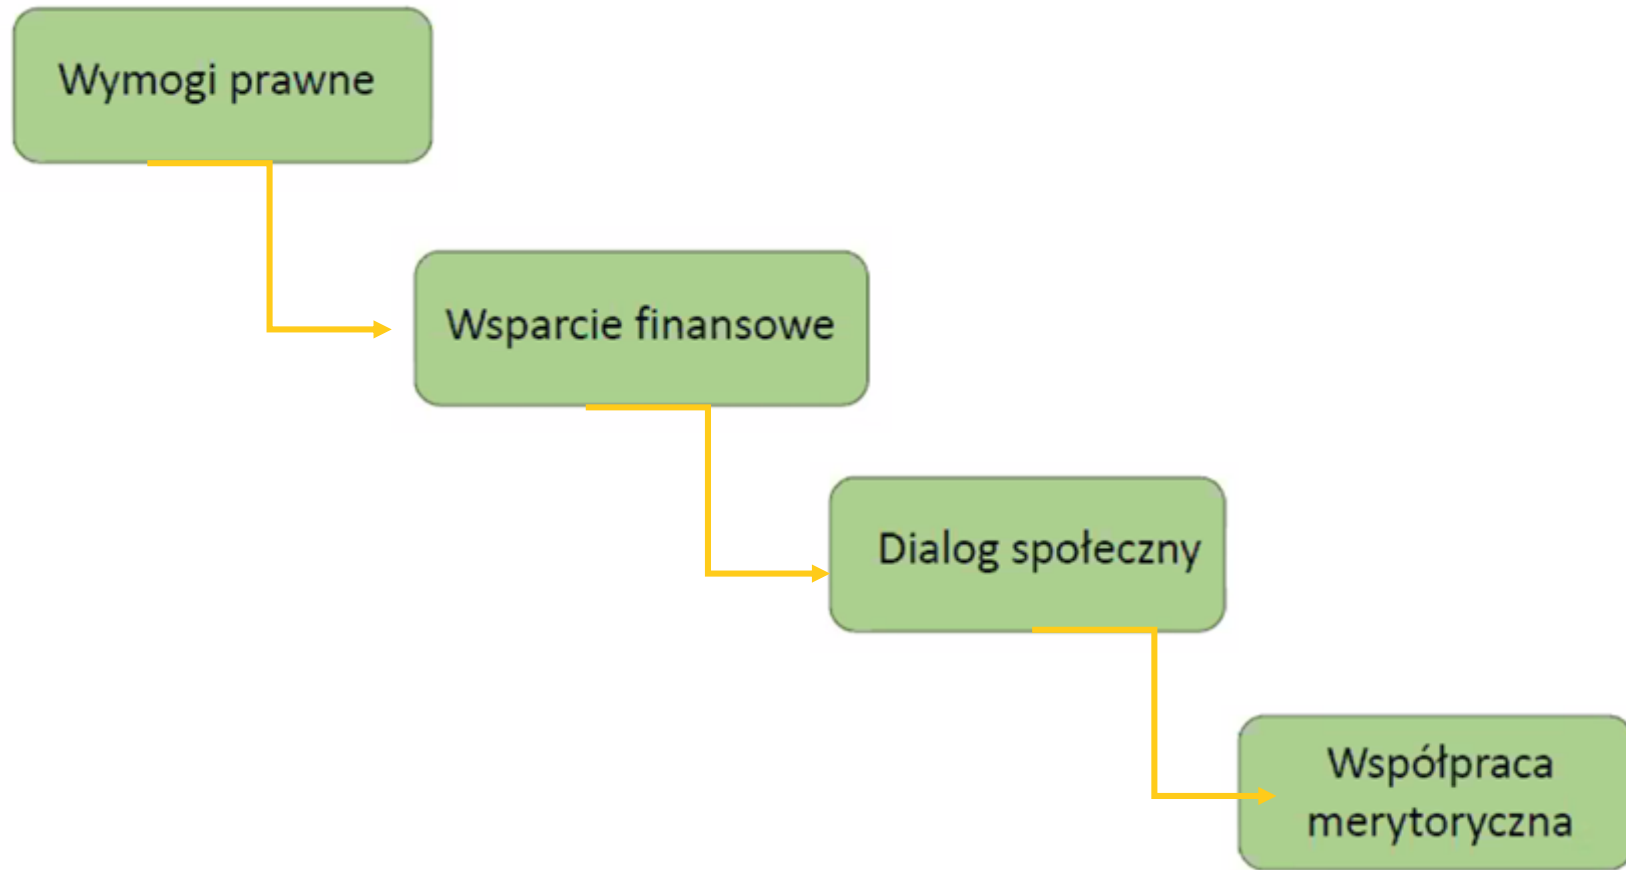 Wymogi prawne
Wsparcie finansowe
Dialog społeczny
Współpraca
merytoryczna